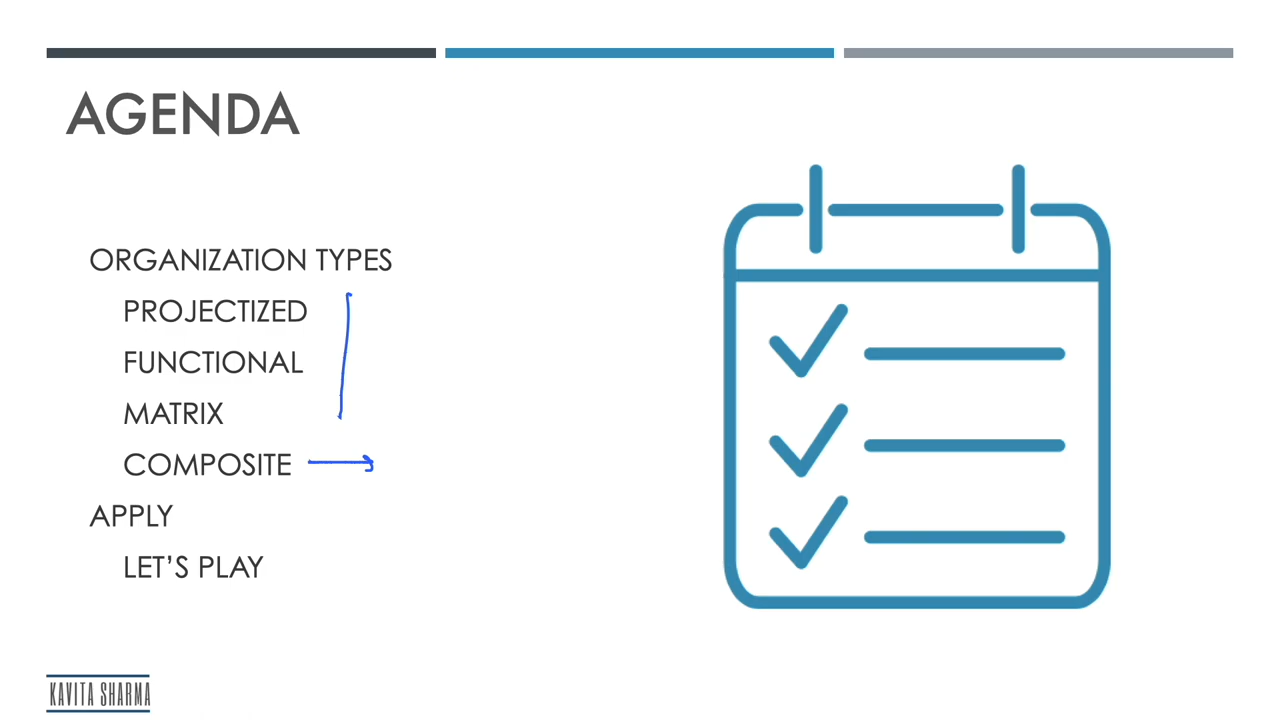 AGENDA
ORGANIZATION TYPES
PROJECTIZED
FUNCTIONAL
MATRIX
COMPOSITE
APPLY
LET’S PLAY
KAVITA SHARMA